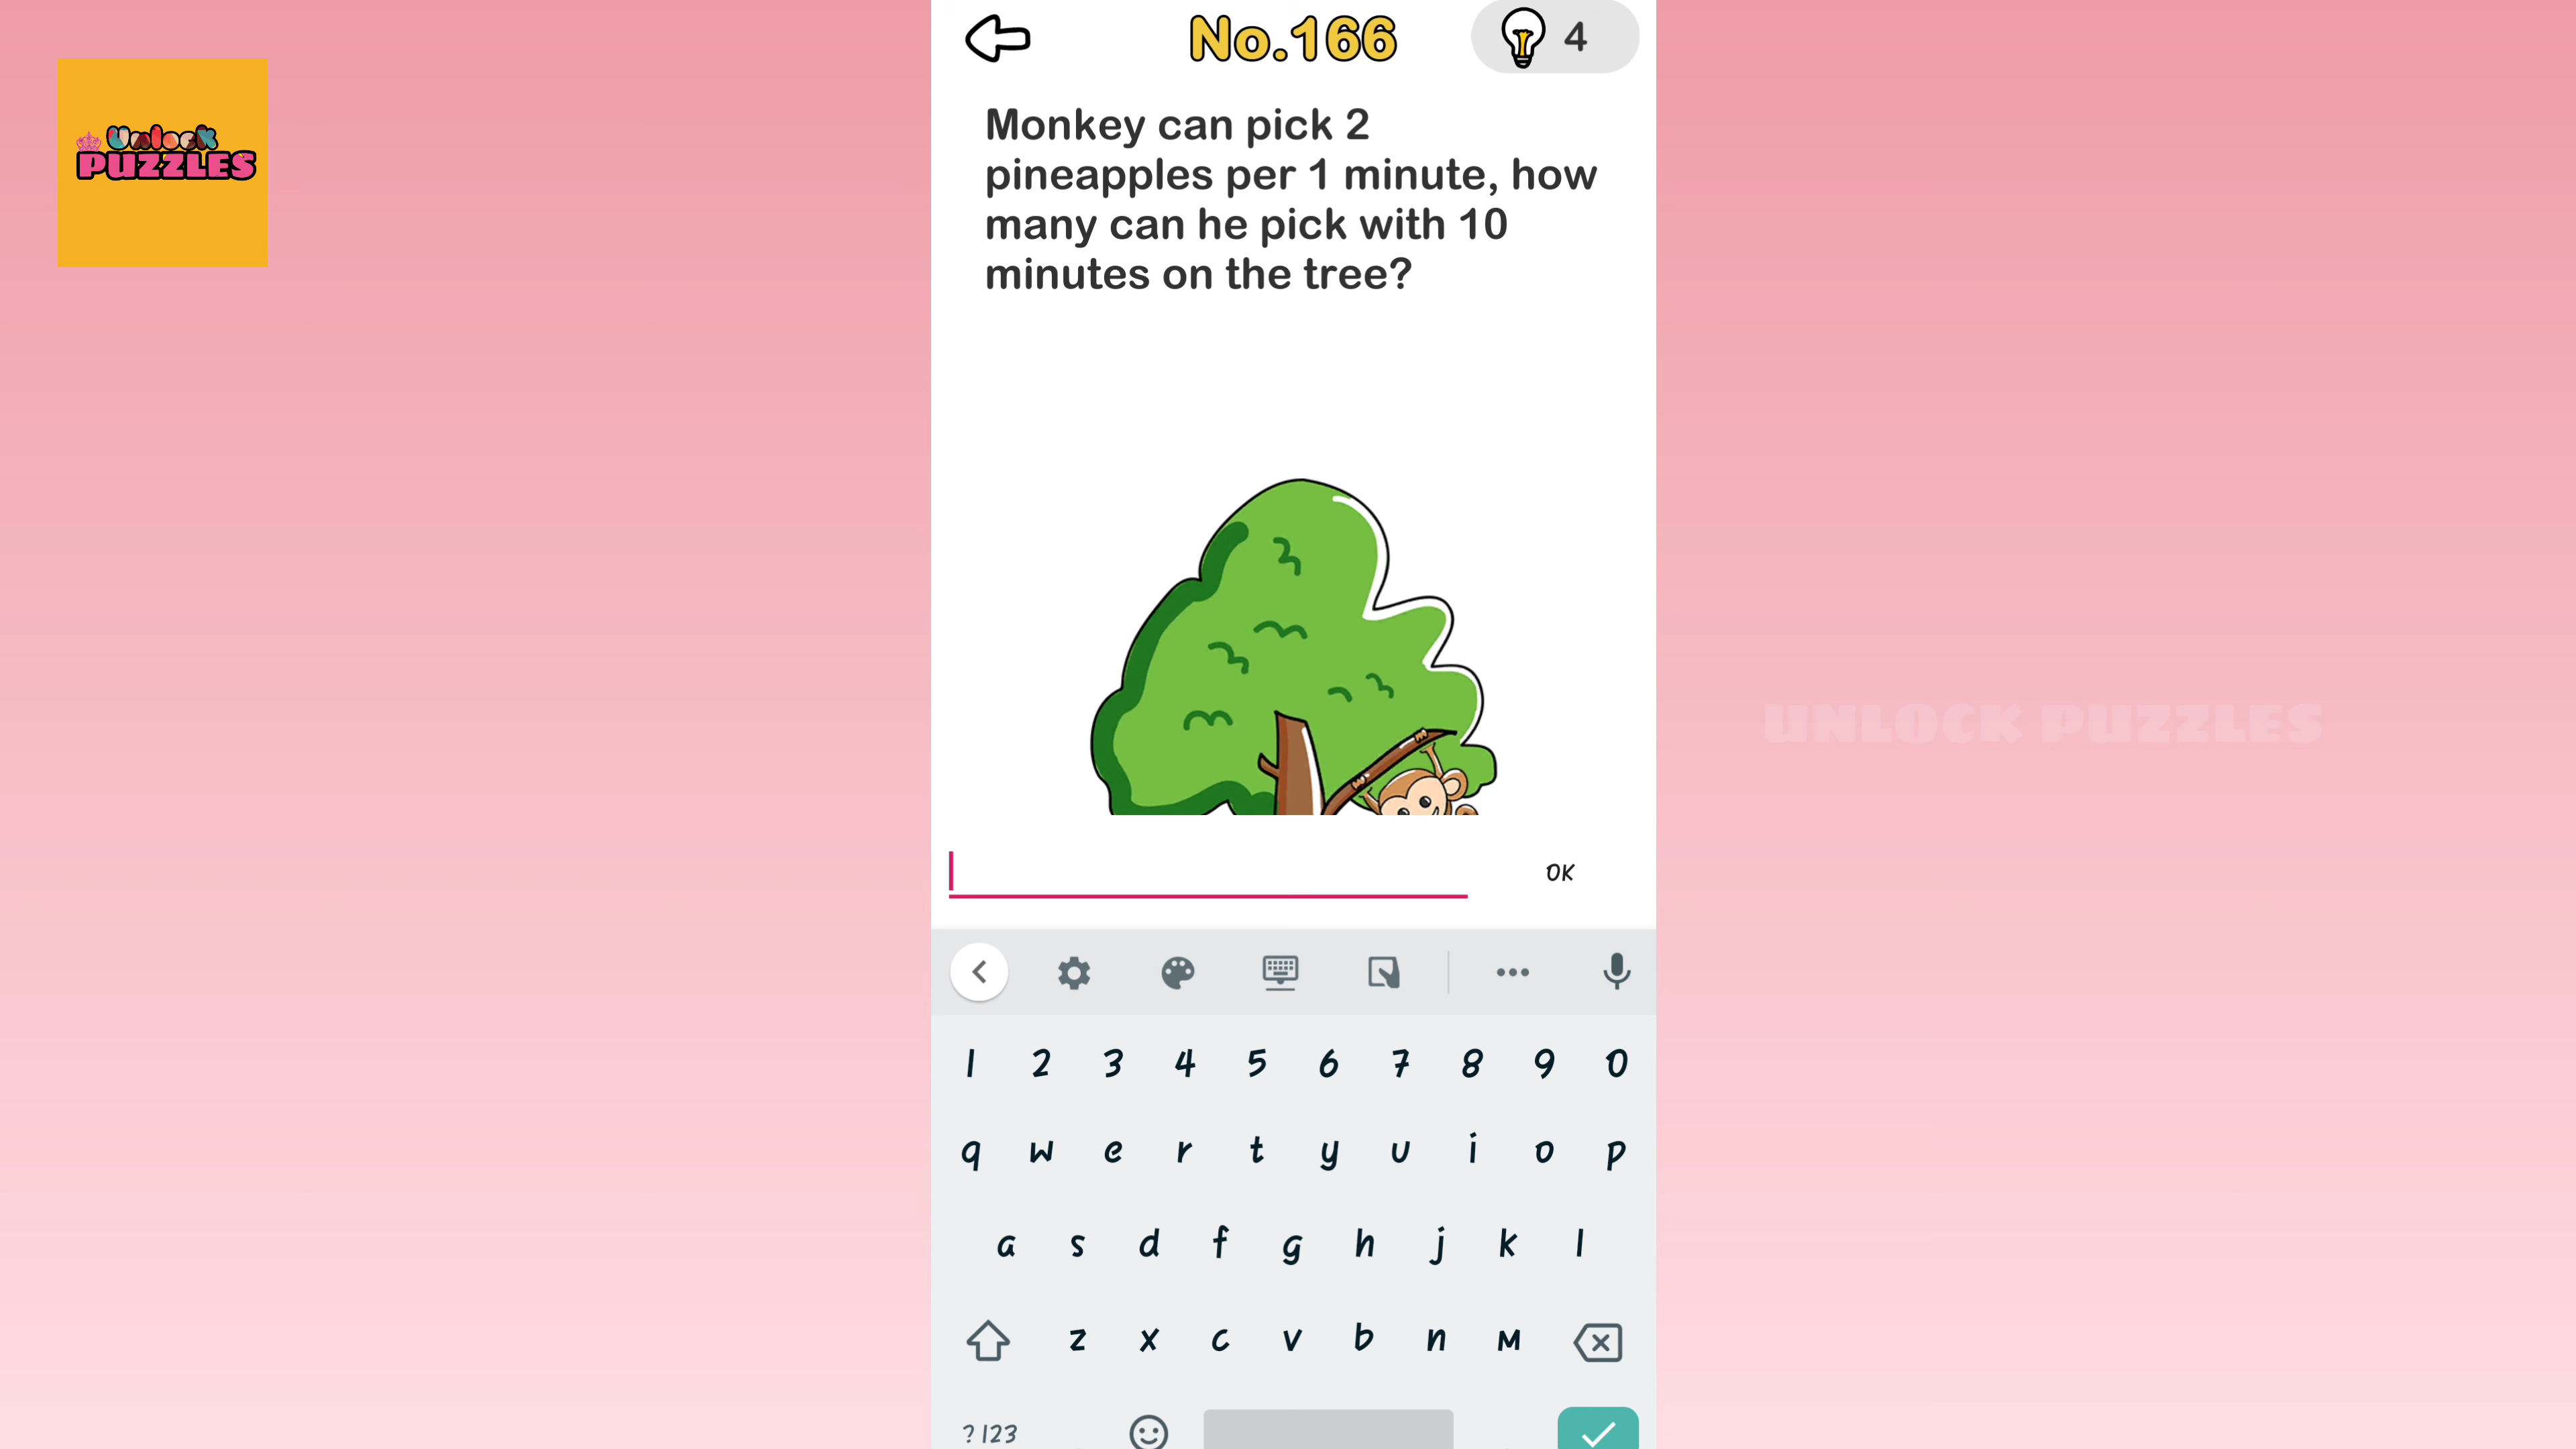 No.166
4
Unlock
PUZZLES
Monkey can pick 2
pineapples per 1 minute, how
many can he pick with 10
minutes on the tree?
UNLOCK PUZZLES
OK
1 2 3 4 5 6 7 8 9 0
q w e r t y u i o p
a s d f g h j k l
z x c v b n m
?123